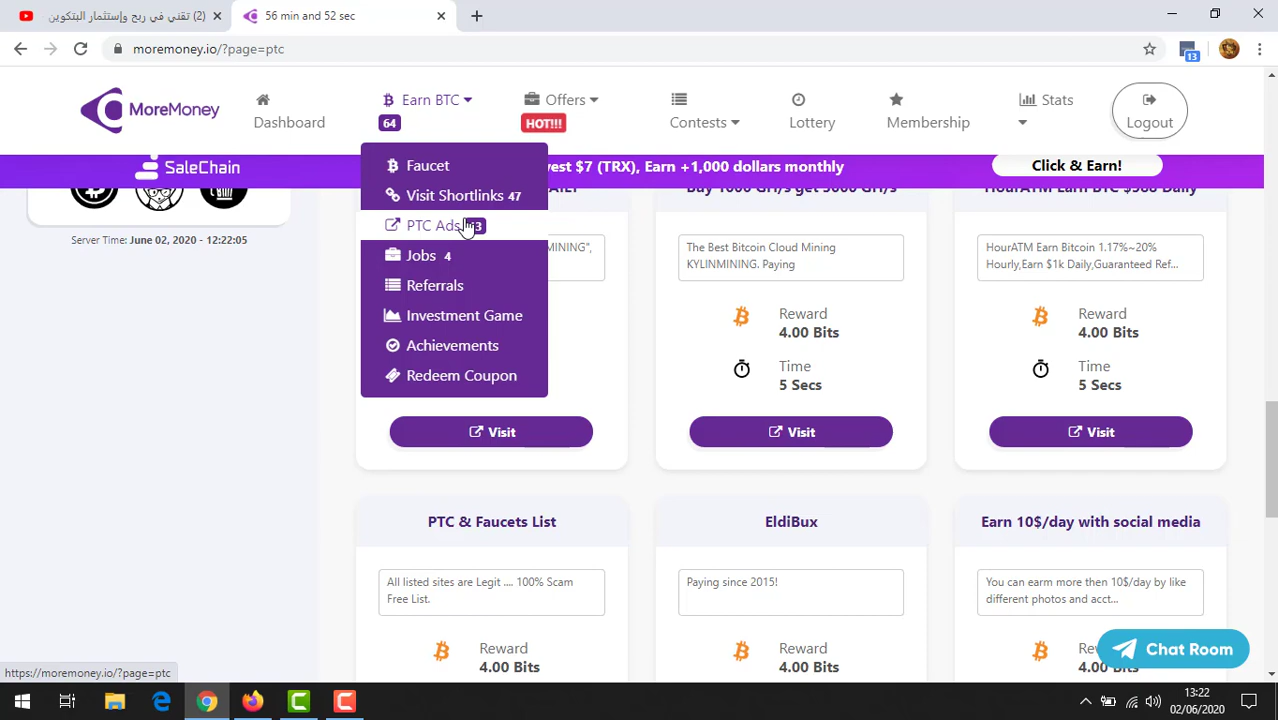 (2) تقني في ربح وإستثمار البتكوين
56 min and 52 sec
moremoney.io/?page=ptc
13
MoreMoney
Dashboard
Earn BTC
64
Offers
HOT!!!
Contests
Lottery
Membership
Stats
Logout
SaleChain
vest $7 (TRX), Earn +1,000 dollars monthly
Click & Earn!
Faucet
Visit Shortlinks 47
PTC Ads
Jobs 4
Referrals
Investment Game
Achievements
Redeem Coupon
Server Time: June 02, 2020 - 12:22:05
MINING",
Buy 1000 GH/s get 3000 GH/s
The Best Bitcoin Cloud Mining
KYLINMINING. Paying
Reward
4.00 Bits
Time
5 Secs
HourATM Earn BTC $588 Daily
HourATM Earn Bitcoin 1.17%~20%
Hourly,Earn $1k Daily,Guaranteed Ref...
Reward
4.00 Bits
Time
5 Secs
Visit
Visit
Visit
PTC & Faucets List
All listed sites are Legit .... 100% Scam
Free List.
Reward
4.00 Bits
EldiBux
Paying since 2015!
Reward
4.00 Bits
Earn 10$/day with social media
You can earm more then 10$/day by like
different photos and acct...
4.00
Chat Room
https://moremoney.io/?page=ptc
13:22
02/06/2020